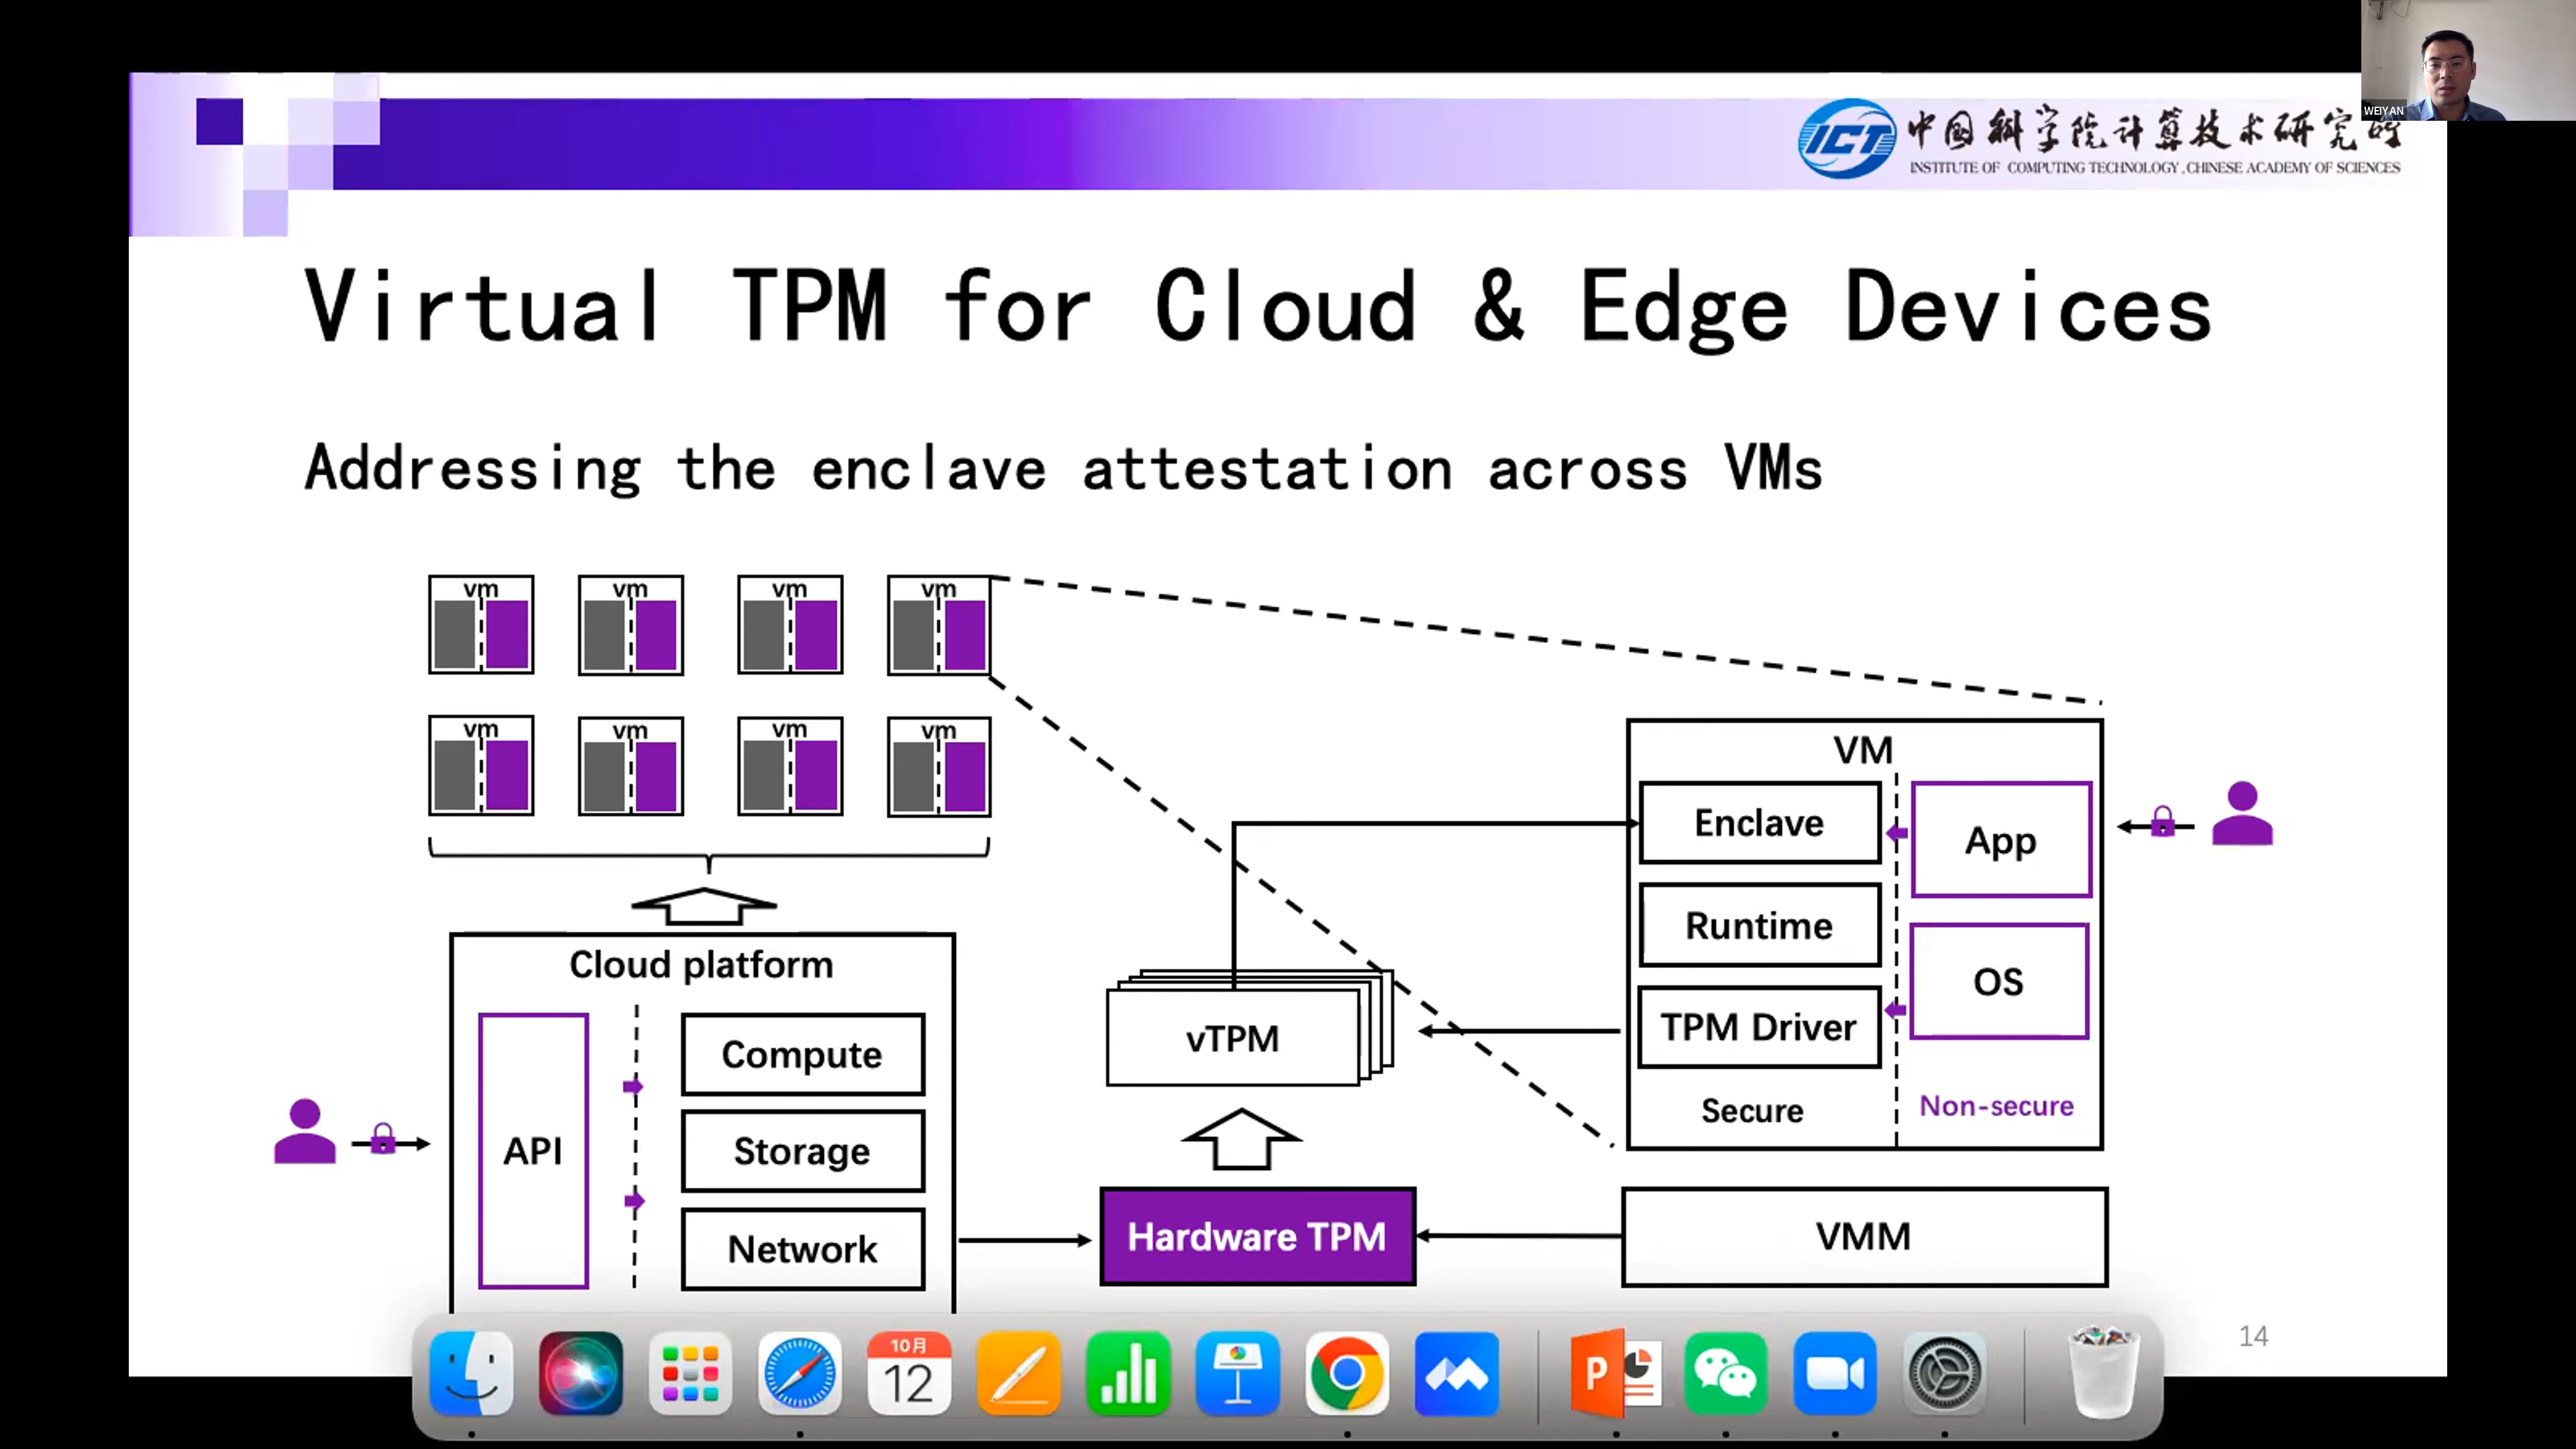 WEIYAN
ICT
中国科学院计算技术研究所
INSTITUTE OF COMPUTING TECHNOLOGY, CHINESE ACADEMY OF SCIENCES
Virtual TPM for Cloud & Edge Devices
Addressing the enclave attestation across VMs
vm vm vm vm
vm vm vm vm
Cloud platform
API
Compute
Storage
Network
vTPM
Hardware TPM
VM
Enclave
Runtime
TPM Driver
Secure
App
OS
Non-secure
VMM
14
10月
12
P